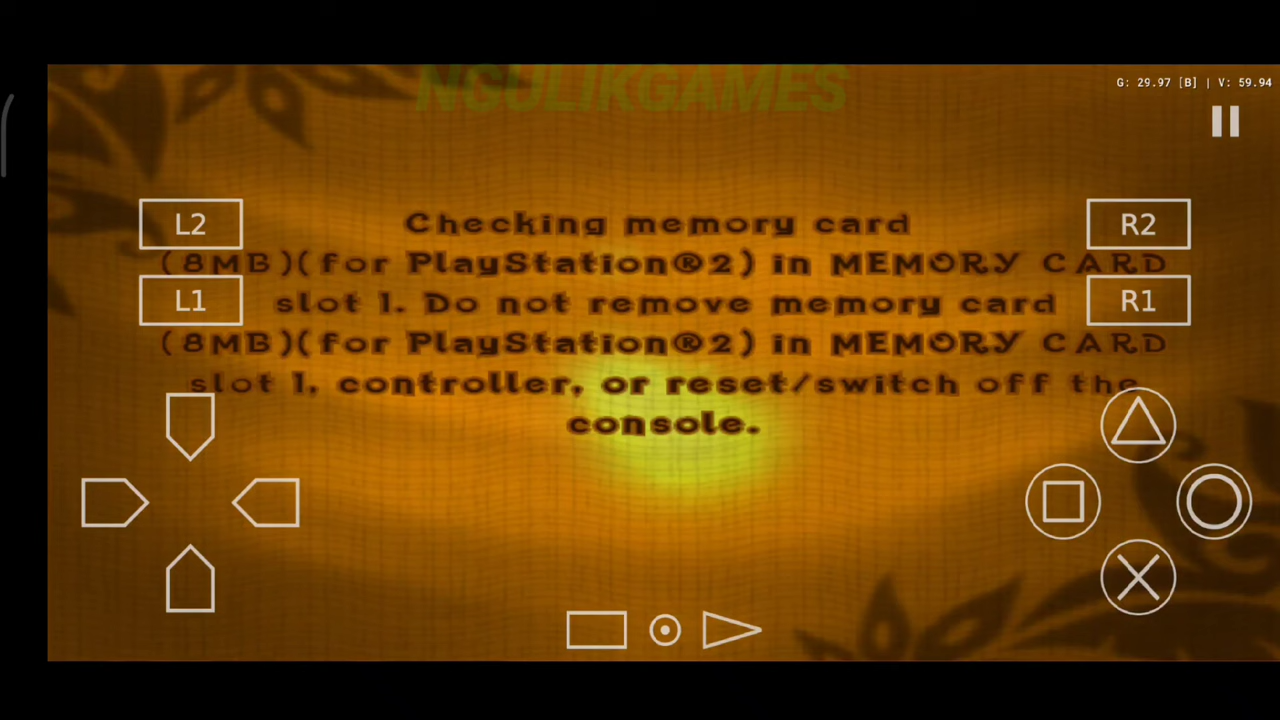 NGULIKGAMES
G: 29.97 [B] | V: 59.94
L2
R2
Checking memory card
(8MB)(for PlayStation®2) in MEMORY CARD
L1
R1
slot 1. Do not remove memory card
(8MB)(for PlayStation®2) in MEMORY CARD
slot 1, controller, or reset/switch off the
console.